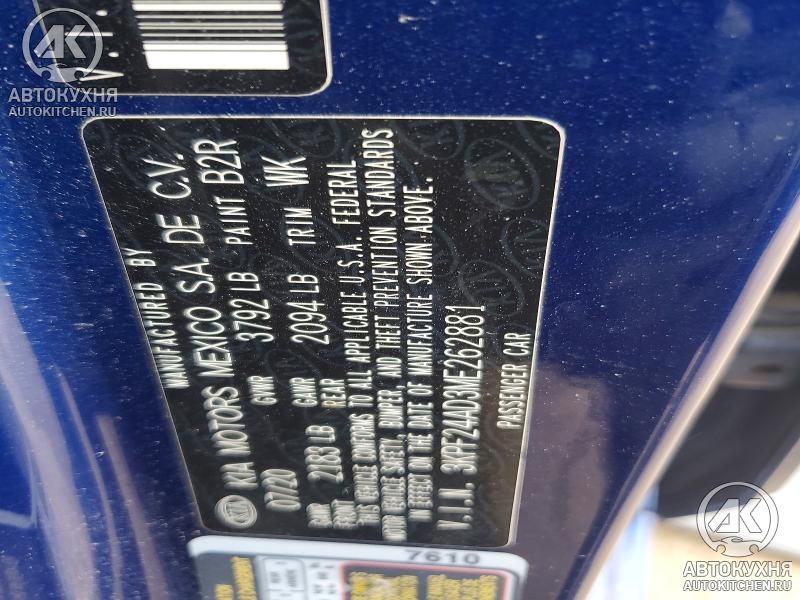 V.I.
MANUFACTURED BY
KIA MOTORS MEXICO S.A. DE C.V.
07/20 GVWR 3792 LB PAINT B2R
GAWR FRONT 2183 LB GAWR REAR 2094 LB TRIM WK
THIS VEHICLE CONFORMS TO ALL APPLICABLE U.S.A. FEDERAL
MOTOR VEHICLE SAFETY, BUMPER, AND THEFT PREVENTION STANDARDS
IN EFFECT ON THE DATE OF MANUFACTURE SHOWN ABOVE.
V.I.N. 3KPF24AD3ME262881
PASSENGER CAR
7610
АВТОКУХНЯ
AUTOKITCHEN.RU
АВТОКУХНЯ
AUTOKITCHEN.RU